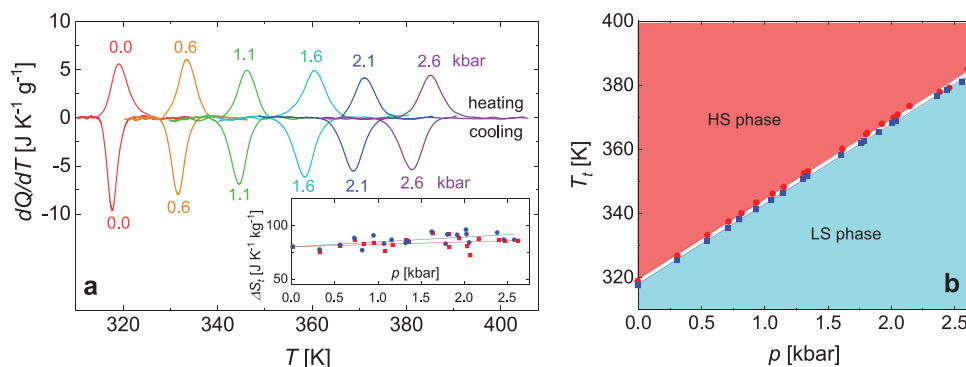 10
5
0
-5
-10
dQ/dT [J K⁻¹ g⁻¹]
0.0
0.6
1.1
1.6
2.1
2.6 kbar
heating
cooling
0.0
0.6
1.1
1.6
2.1
2.6 kbar
a
100
75
50
ΔSₜ [J K⁻¹ kg⁻¹]
p [kbar]
0.0 0.5 1.0 1.5 2.0 2.5
320 340 360 380 400
T [K]
400
380
360
340
320
Tₜ [K]
HS phase
LS phase
b
0.0 0.5 1.0 1.5 2.0 2.5
p [kbar]